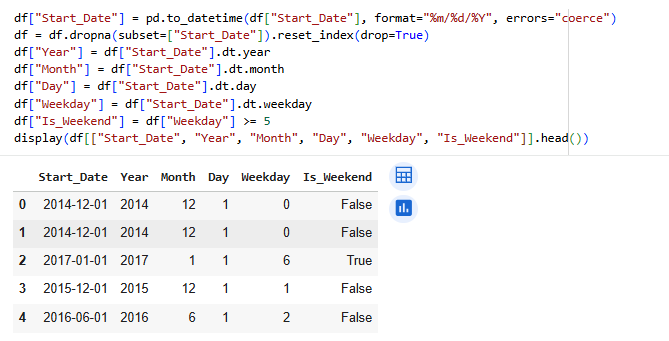 df["Start_Date"] = pd.to_datetime(df["Start_Date"], format="%m/%d/%Y", errors="coerce")
df = df.dropna(subset=["Start_Date"]).reset_index(drop=True)
df["Year"] = df["Start_Date"].dt.year
df["Month"] = df["Start_Date"].dt.month
df["Day"] = df["Start_Date"].dt.day
df["Weekday"] = df["Start_Date"].dt.weekday
df["Is_Weekend"] = df["Weekday"] >= 5
display(df[["Start_Date", "Year", "Month", "Day", "Weekday", "Is_Weekend"]].head())
Start_Date Year Month Day Weekday Is_Weekend
0 2014-12-01 2014 12 1 0 False
1 2014-12-01 2014 12 1 0 False
2 2017-01-01 2017 1 1 6 True
3 2015-12-01 2015 12 1 1 False
4 2016-06-01 2016 6 1 2 False